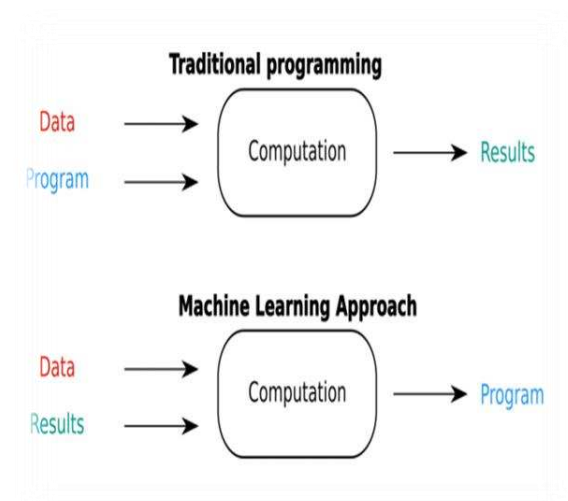 Traditional programming
Data
Program
Computation
Results
Machine Learning Approach
Data
Results
Computation
Program